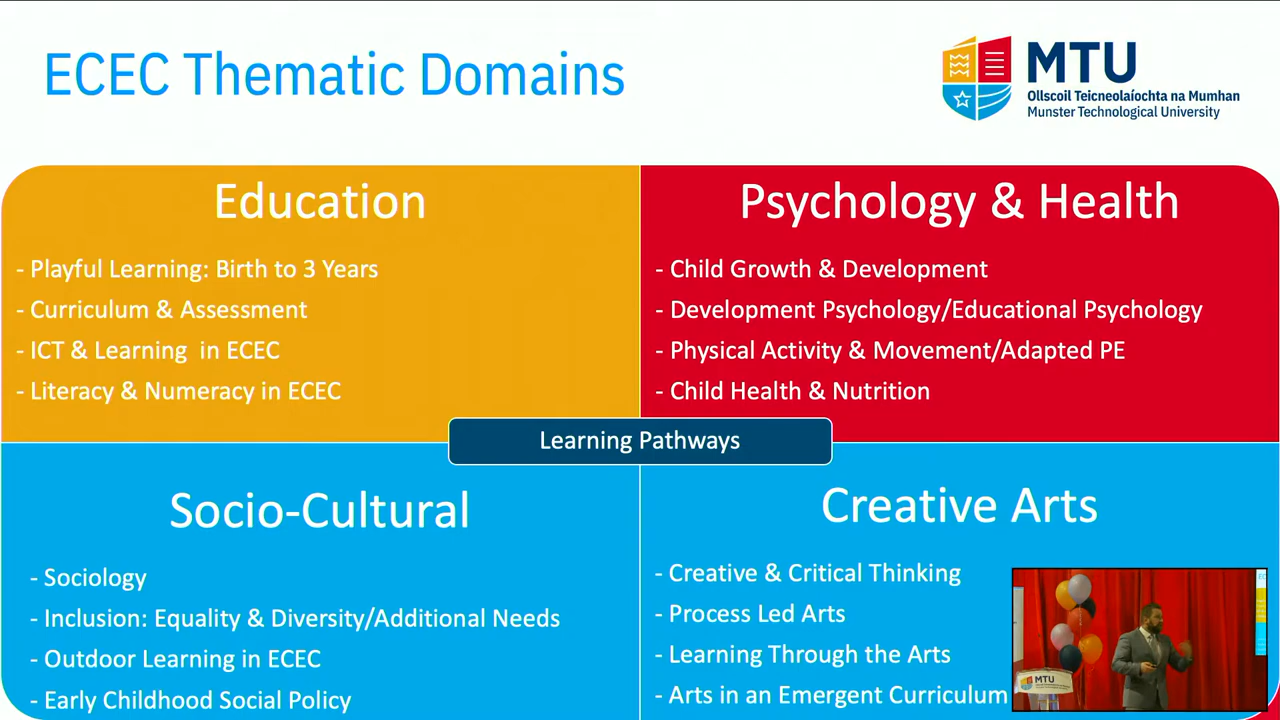 ECEC Thematic Domains
MTU
Ollscoil Teicneolaíochta na Mumhan
Munster Technological University
Education
- Playful Learning: Birth to 3 Years
- Curriculum & Assessment
- ICT & Learning in ECEC
- Literacy & Numeracy in ECEC
Psychology & Health
- Child Growth & Development
- Development Psychology/Educational Psychology
- Physical Activity & Movement/Adapted PE
- Child Health & Nutrition
Learning Pathways
Socio-Cultural
- Sociology
- Inclusion: Equality & Diversity/Additional Needs
- Outdoor Learning in ECEC
- Early Childhood Social Policy
Creative Arts
- Creative & Critical Thinking
- Process Led Arts
- Learning Through the Arts
- Arts in an Emergent Curriculum
MTU